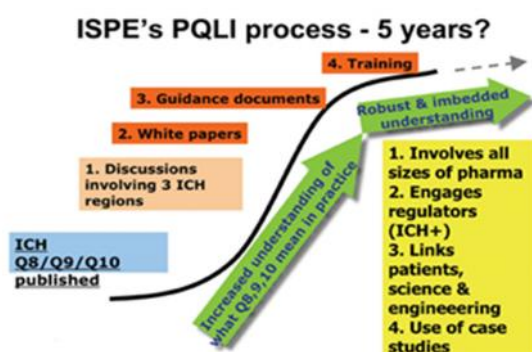 ISPE's PQLI process - 5 years?
4. Training
3. Guidance documents
Robust & imbedded
understanding
2. White papers
1. Discussions
involving 3 ICH
regions
ICH
Q8/Q9/Q10
published
Increased understanding of
what Q8,9,10 mean in practice
1. Involves all
sizes of pharma
2. Engages
regulators
(ICH+)
3. Links
patients,
science &
engineeering
4. Use of case
studies